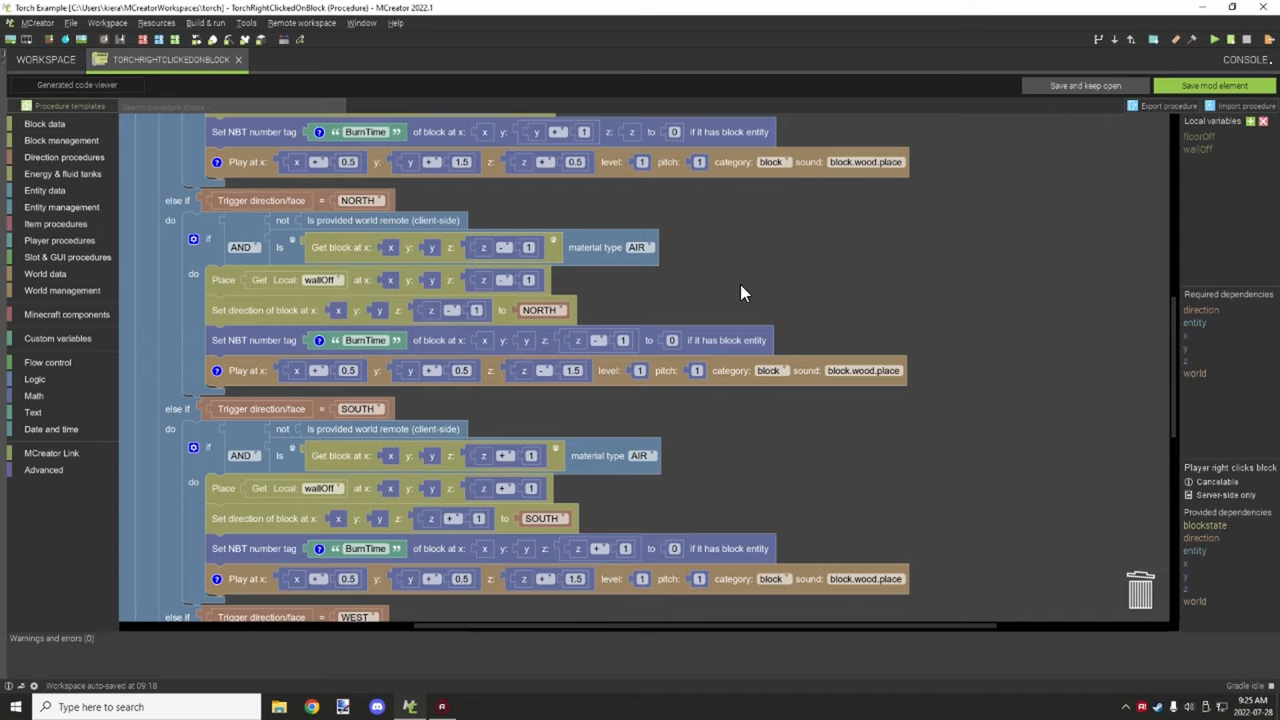 Torch Example [C:\Users\kiera\MCreatorWorkspaces\torch] - TorchRightClickedOnBlock (Procedure) - MCreator 2022.1
MCreator File Workspace Resources Build & run Tools Remote workspace Window Help
WORKSPACE TORCHRIGHTCLICKEDONBLOCK CONSOLE
Generated code viewer Save and keep open Save mod element
Procedure templates Search procedure blocks Export procedure Import procedure
Block data
Block management
Direction procedures
Energy & fluid tanks
Entity data
Entity management
Item procedures
Player procedures
Slot & GUI procedures
World data
World management
Minecraft components
Custom variables
Flow control
Logic
Math
Text
Date and time
MCreator Link
Advanced
Set NBT number tag ? “ BurnTime ” of block at x: x y: y + 1 z: z to 0 if it has block entity
? Play at x: x + 0.5 y: y + 1.5 z: z + 0.5 level: 1 pitch: 1 category: block sound: block.wood.place
else if Trigger direction/face = NORTH
do not Is provided world remote (client-side)
if AND Is Get block at x: x y: y z: z - 1 material type AIR
do Place Get Local: wallOff at x: x y: y z: z - 1
Set direction of block at x: x y: y z: z - 1 to NORTH
Set NBT number tag ? “ BurnTime ” of block at x: x y: y z: z - 1 to 0 if it has block entity
? Play at x: x + 0.5 y: y + 0.5 z: z - 1.5 level: 1 pitch: 1 category: block sound: block.wood.place
else if Trigger direction/face = SOUTH
do not Is provided world remote (client-side)
if AND Is Get block at x: x y: y z: z + 1 material type AIR
do Place Get Local: wallOff at x: x y: y z: z + 1
Set direction of block at x: x y: y z: z + 1 to SOUTH
Set NBT number tag ? “ BurnTime ” of block at x: x y: y z: z + 1 to 0 if it has block entity
? Play at x: x + 0.5 y: y + 0.5 z: z + 1.5 level: 1 pitch: 1 category: block sound: block.wood.place
else if Trigger direction/face = WEST
Local variables
floorOff
wallOff
Required dependencies
direction
entity
x
y
z
world
Player right clicks block
Cancelable
Server-side only
Provided dependencies
blockstate
direction
entity
x
y
z
world
Warnings and errors (0)
Workspace auto-saved at 09:18 Gradle idle
Type here to search
9:25 AM
2022-07-28